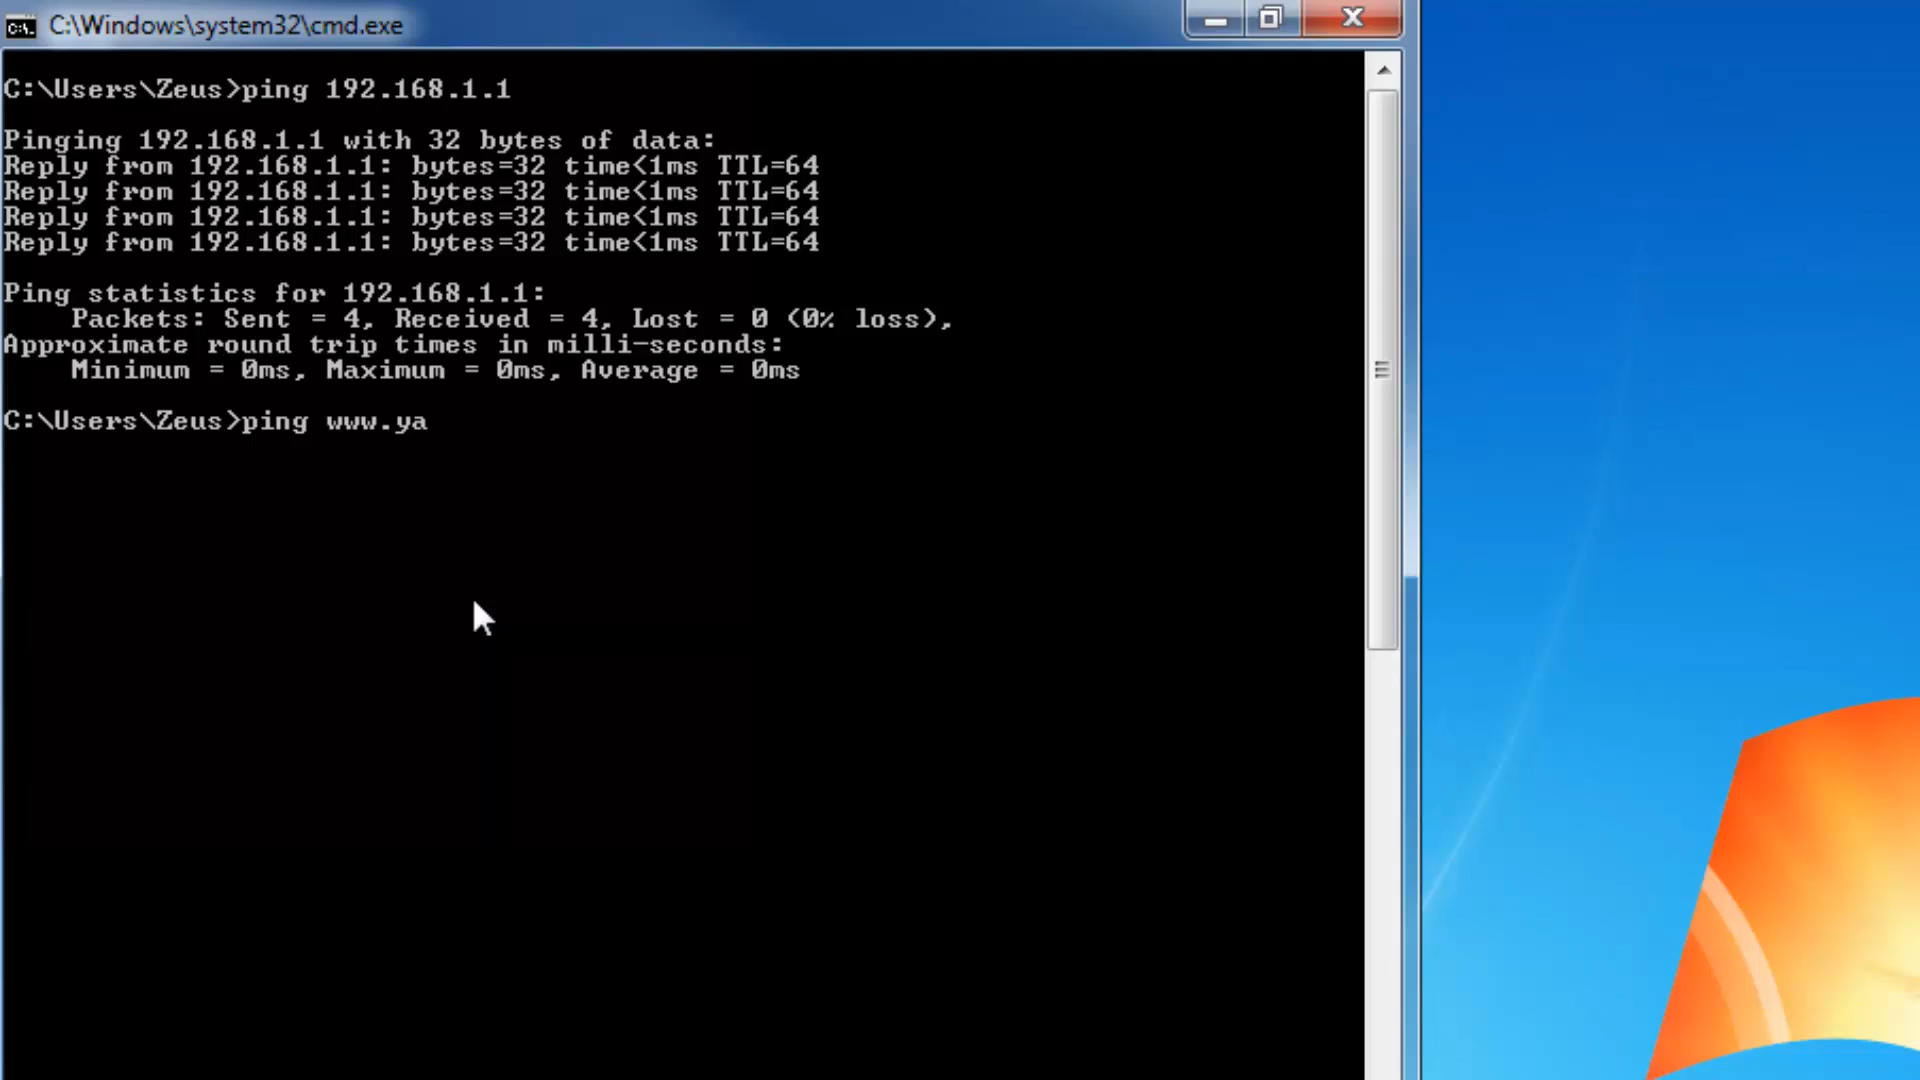 C:\Windows\system32\cmd.exe
C:\Users\Zeus>ping 192.168.1.1
Pinging 192.168.1.1 with 32 bytes of data:
Reply from 192.168.1.1: bytes=32 time<1ms TTL=64
Reply from 192.168.1.1: bytes=32 time<1ms TTL=64
Reply from 192.168.1.1: bytes=32 time<1ms TTL=64
Reply from 192.168.1.1: bytes=32 time<1ms TTL=64
Ping statistics for 192.168.1.1:
    Packets: Sent = 4, Received = 4, Lost = 0 (0% loss),
Approximate round trip times in milli-seconds:
    Minimum = 0ms, Maximum = 0ms, Average = 0ms
C:\Users\Zeus>ping www.ya